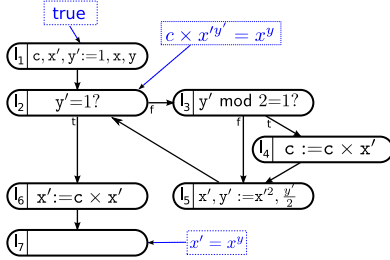 true
l₁ c, x', y':=1, x, y
c × x'^{y'} = x^y
l₂ y'=1?
f
l₃ y' mod 2=1?
t
f
t
l₄ c :=c × x'
l₆ x':=c × x'
l₅ x', y' :=x'², y'/2
l₇
x' = x^y